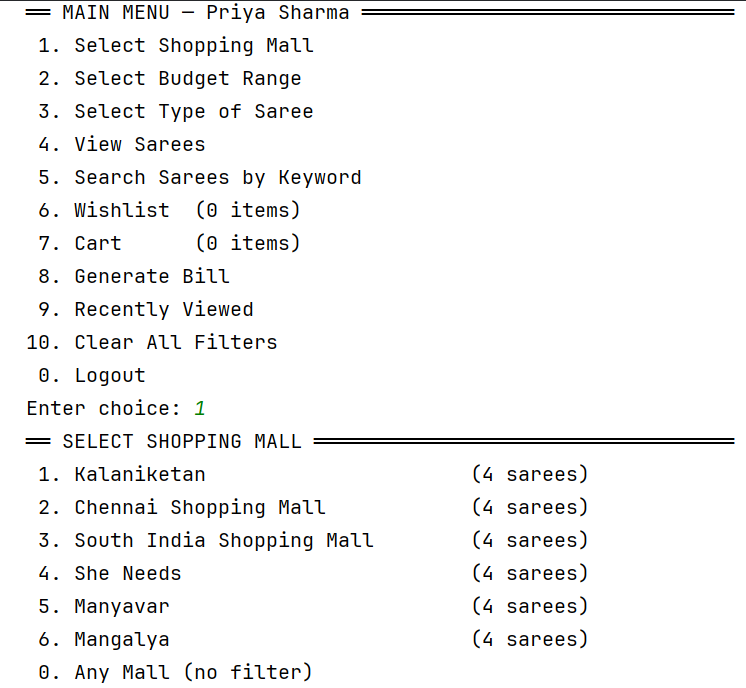 ══ MAIN MENU — Priya Sharma ═══════════════════════════════
 1. Select Shopping Mall
 2. Select Budget Range
 3. Select Type of Saree
 4. View Sarees
 5. Search Sarees by Keyword
 6. Wishlist  (0 items)
 7. Cart      (0 items)
 8. Generate Bill
 9. Recently Viewed
10. Clear All Filters
 0. Logout
Enter choice: 1
══ SELECT SHOPPING MALL ═══════════════════════════════════
 1. Kalaniketan                      (4 sarees)
 2. Chennai Shopping Mall            (4 sarees)
 3. South India Shopping Mall        (4 sarees)
 4. She Needs                        (4 sarees)
 5. Manyavar                         (4 sarees)
 6. Mangalya                         (4 sarees)
 0. Any Mall (no filter)